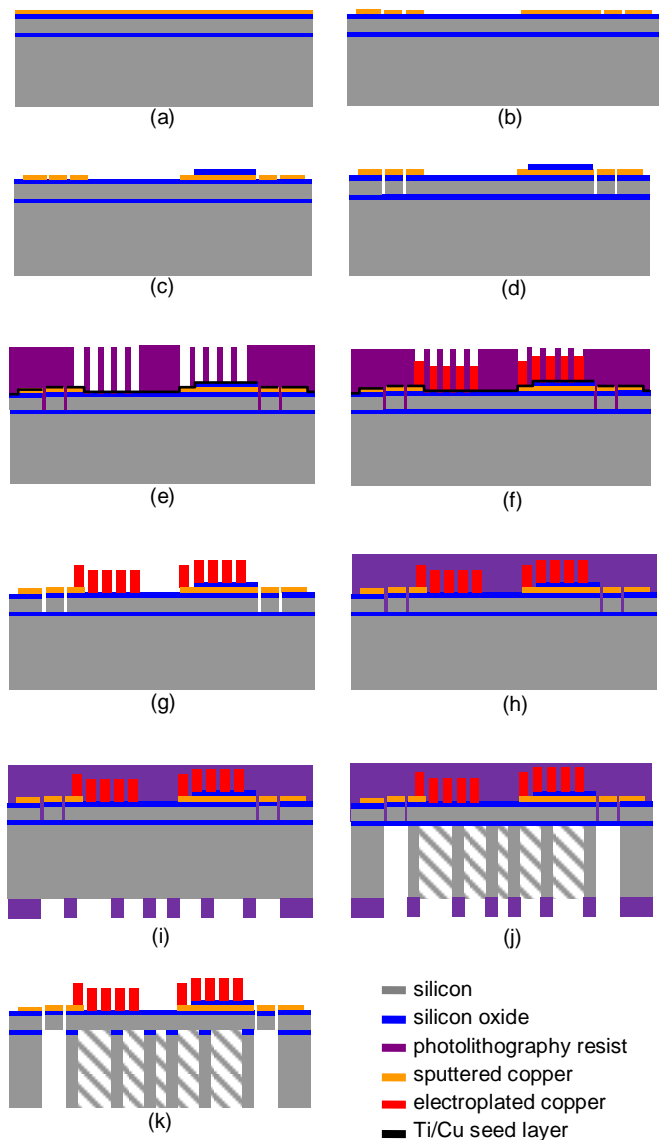 (a)
(b)
(c)
(d)
(e)
(f)
(g)
(h)
(i)
(j)
(k)
silicon
silicon oxide
photolithography resist
sputtered copper
electroplated copper
Ti/Cu seed layer